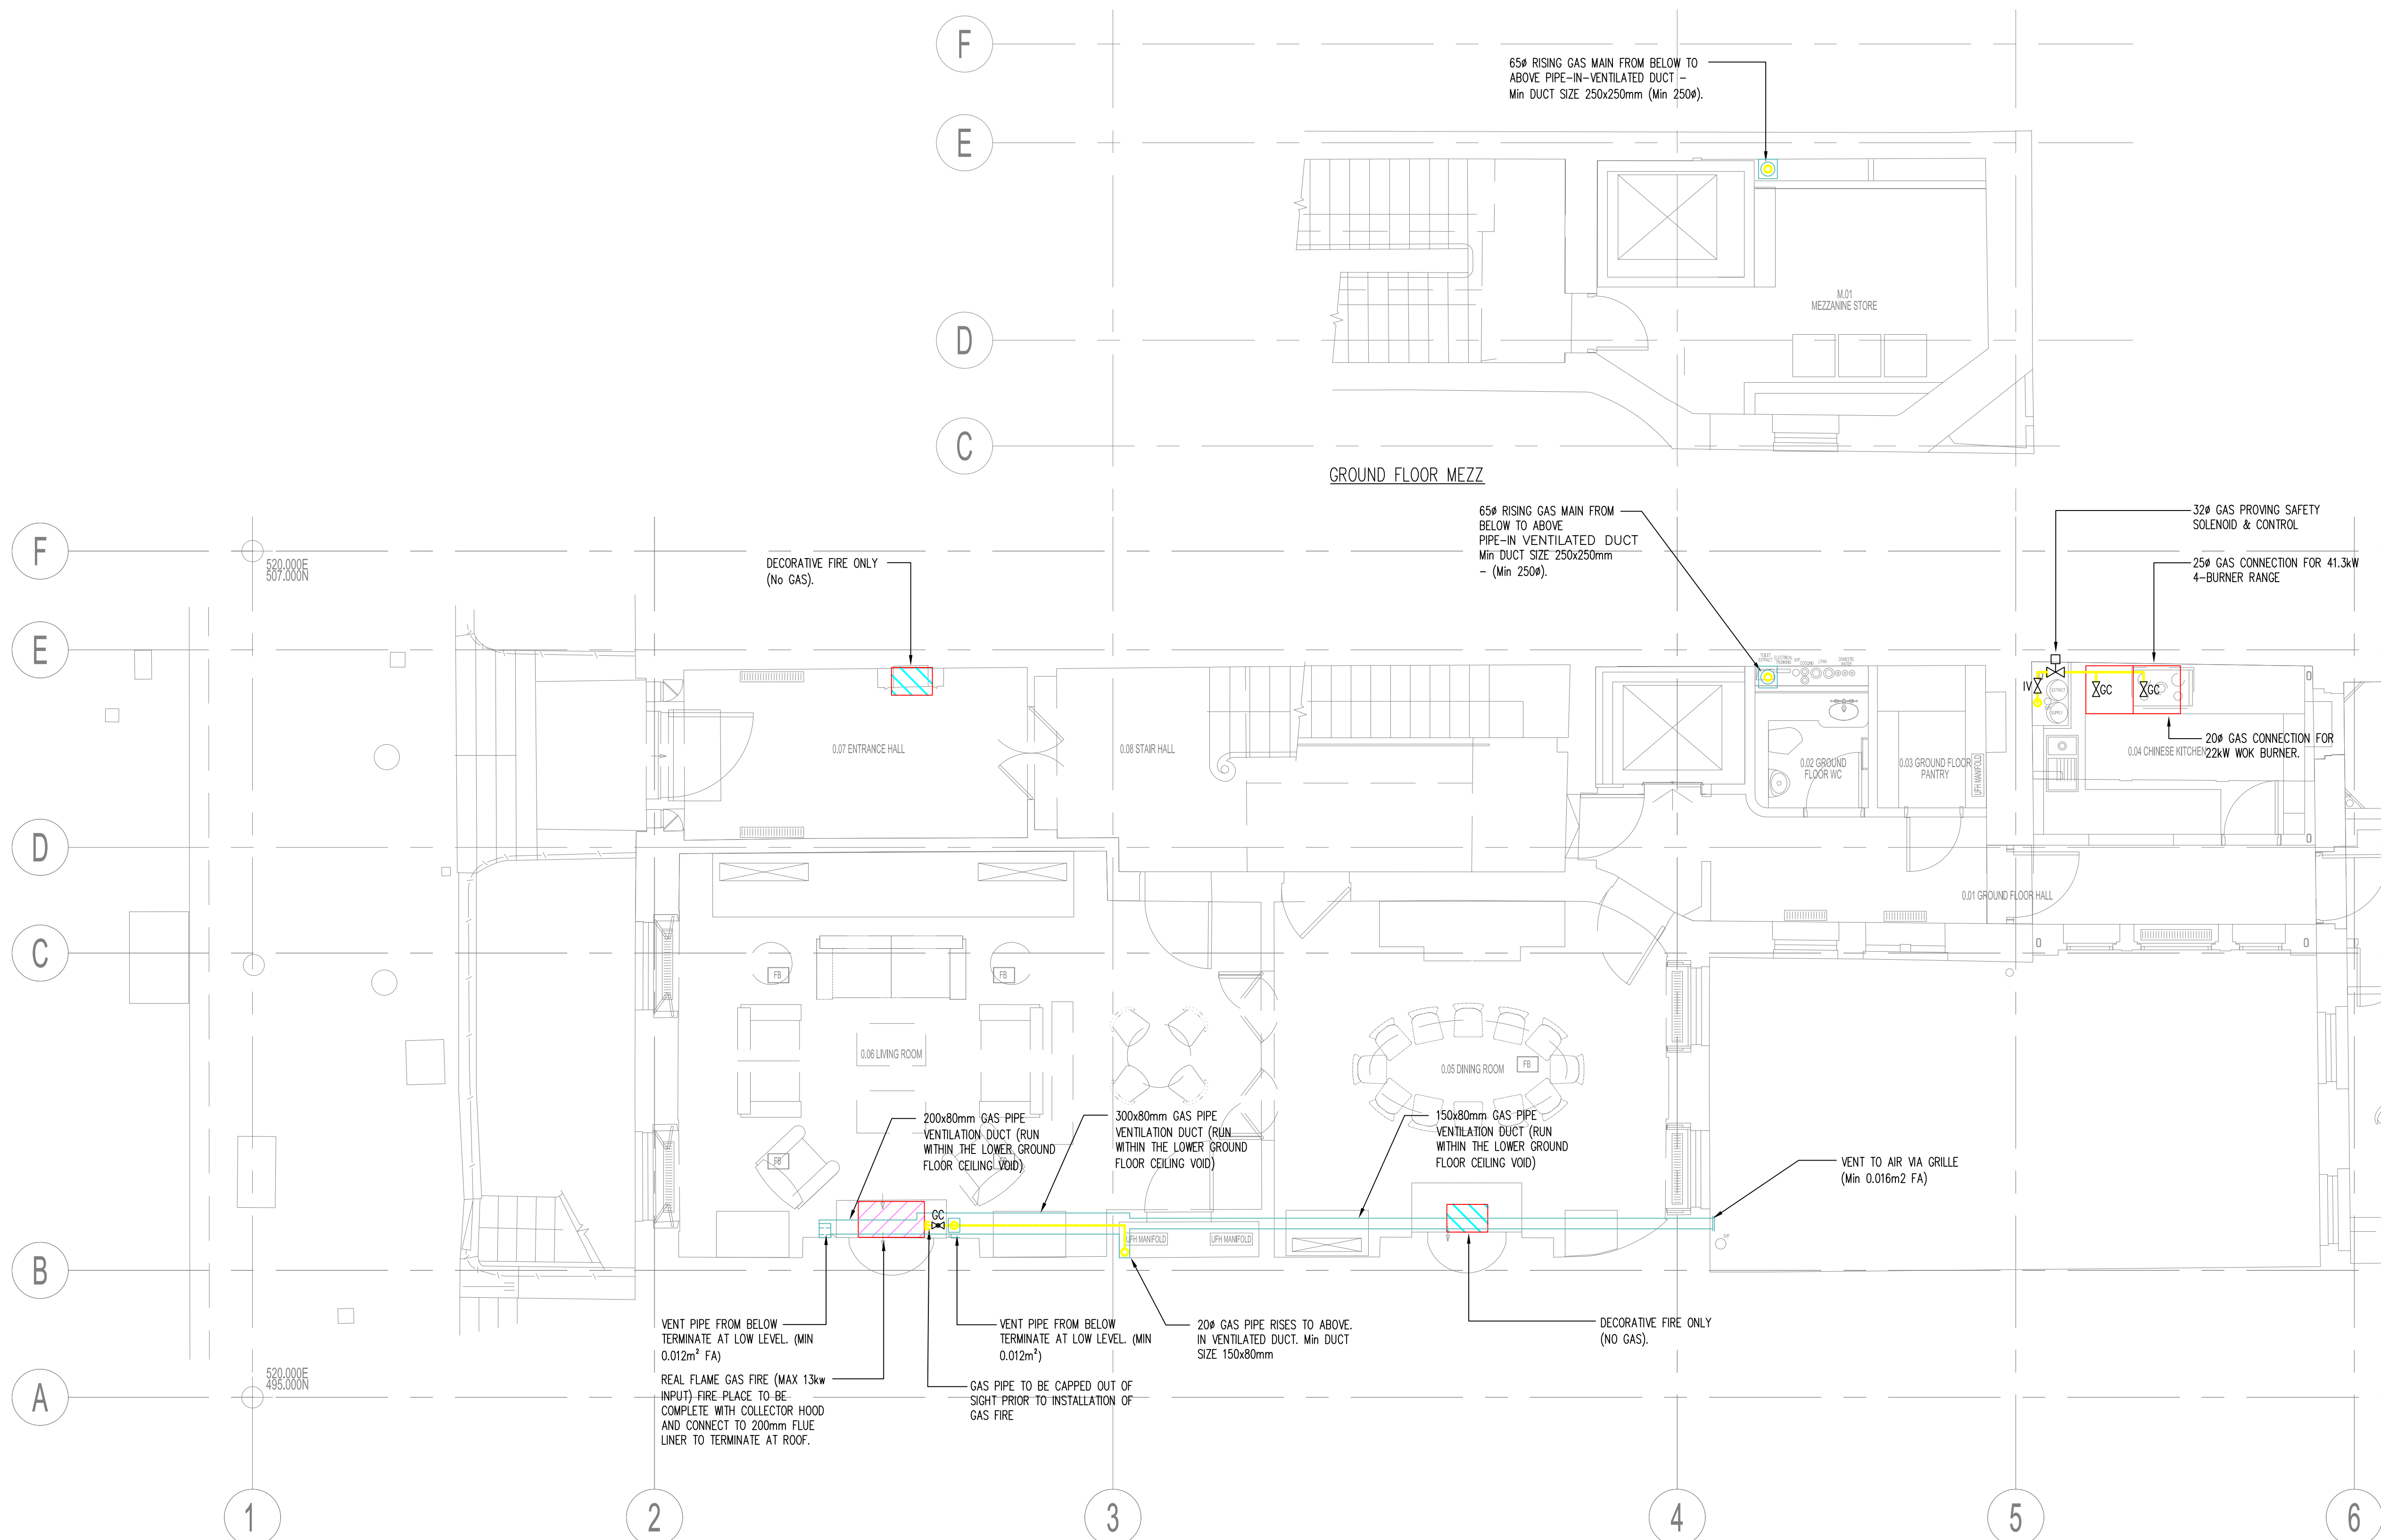 F
65ø RISING GAS MAIN FROM BELOW TO
ABOVE PIPE-IN-VENTILATED DUCT -
Min DUCT SIZE 250x250mm (Min 250ø).
E
M.01
MEZZANINE STORE
D
C
GROUND FLOOR MEZZ
65ø RISING GAS MAIN FROM
BELOW TO ABOVE
PIPE-IN VENTILATED DUCT
Min DUCT SIZE 250x250mm
- (Min 250ø).
32ø GAS PROVING SAFETY
SOLENOID & CONTROL
F
520.000E
507.000N
DECORATIVE FIRE ONLY
(No GAS).
25ø GAS CONNECTION FOR 41.3kW
4-BURNER RANGE
E
TOILET
EXTRACT
ELECTRICAL
SVP
COOLING
LTHW
DOMESTIC
WATER
IV
GC
GC
EXTRACT
SUPPLY
20ø GAS CONNECTION FOR
22kW WOK BURNER.
0.04 CHINESE KITCHEN
0.07 ENTRANCE HALL
0.08 STAIR HALL
0.02 GROUND
FLOOR WC
0.03 GROUND FLOOR
PANTRY
UFH MANIFOLD
D
0.01 GROUND FLOOR HALL
C
FB
FB
0.06 LIVING ROOM
0.05 DINING ROOM
FB
200x80mm GAS PIPE
VENTILATION DUCT (RUN
WITHIN THE LOWER GROUND
FLOOR CEILING VOID)
300x80mm GAS PIPE
VENTILATION DUCT (RUN
WITHIN THE LOWER GROUND
FLOOR CEILING VOID)
150x80mm GAS PIPE
VENTILATION DUCT (RUN
WITHIN THE LOWER GROUND
FLOOR CEILING VOID)
FB
FB
VENT TO AIR VIA GRILLE
(Min 0.016m2 FA)
GC
UFH MANIFOLD
UFH MANIFOLD
SVP
B
VENT PIPE FROM BELOW
TERMINATE AT LOW LEVEL. (MIN
0.012m² FA)
VENT PIPE FROM BELOW
TERMINATE AT LOW LEVEL. (MIN
0.012m²)
20ø GAS PIPE RISES TO ABOVE.
IN VENTILATED DUCT. Min DUCT
SIZE 150x80mm
DECORATIVE FIRE ONLY
(NO GAS).
REAL FLAME GAS FIRE (MAX 13kw
INPUT) FIRE PLACE TO BE
COMPLETE WITH COLLECTOR HOOD
AND CONNECT TO 200mm FLUE
LINER TO TERMINATE AT ROOF.
GAS PIPE TO BE CAPPED OUT OF
SIGHT PRIOR TO INSTALLATION OF
GAS FIRE
A
520.000E
495.000N
1
2
3
4
5
6